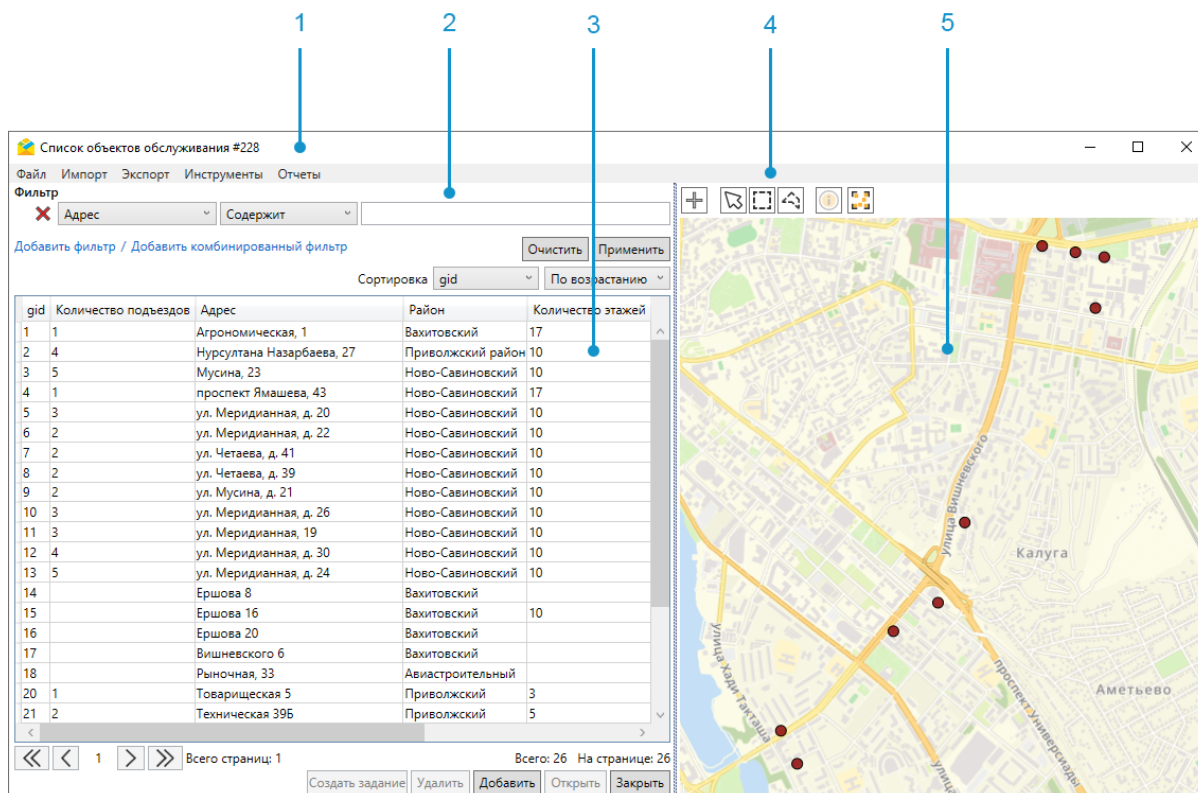 1 2 3 4 5
Список объектов обслуживания #228
Файл Импорт Экспорт Инструменты Отчеты
Фильтр
Адрес Содержит
Добавить фильтр / Добавить комбинированный фильтр Очистить Применить
Сортировка gid По возрастанию
gid Количество подъездов Адрес Район Количество этажей
1 1 Агрономическая, 1 Вахитовский 17
2 4 Нурсултана Назарбаева, 27 Приволжский район 10
3 5 Мусина, 23 Ново-Савиновский 10
4 1 проспект Ямашева, 43 Ново-Савиновский 17
5 3 ул. Меридианная, д. 20 Ново-Савиновский 10
6 2 ул. Меридианная, д. 22 Ново-Савиновский 10
7 2 ул. Четаева, д. 41 Ново-Савиновский 10
8 2 ул. Четаева, д. 39 Ново-Савиновский 10
9 2 ул. Мусина, д. 21 Ново-Савиновский 10
10 3 ул. Меридианная, д. 26 Ново-Савиновский 10
11 3 ул. Меридианная, 19 Ново-Савиновский 10
12 4 ул. Меридианная, д. 30 Ново-Савиновский 10
13 5 ул. Меридианная, д. 24 Ново-Савиновский 10
14 Ершова 8 Вахитовский
15 Ершова 16 Вахитовский 10
16 Ершова 20 Вахитовский
17 Вишневского 6 Вахитовский
18 Рыночная, 33 Авиастроительный
20 1 Товарищеская 5 Приволжский 3
21 2 Техническая 39Б Приволжский 5
1 Всего страниц: 1 Всего: 26 На странице: 26
Создать задание Удалить Добавить Открыть Закрыть
улица Вишневского
Калуга
улица Хади Такташа
проспект Универсиады
Аметьево
улица